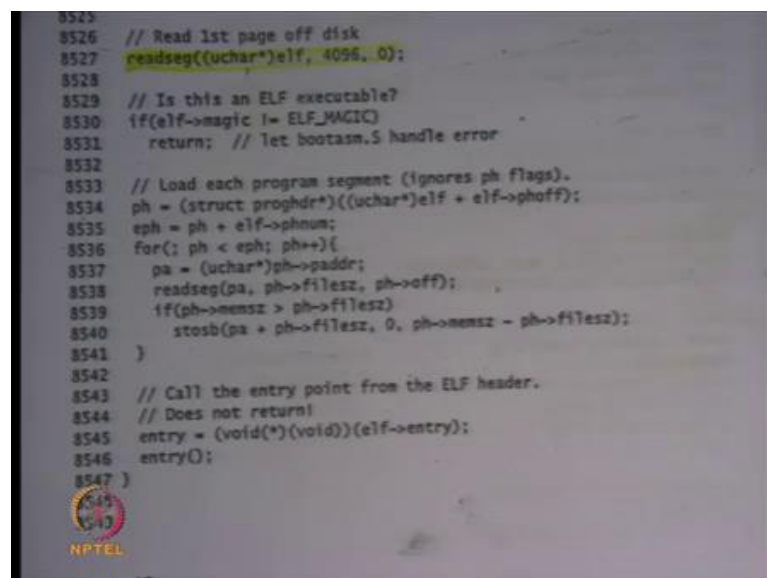 8525
8526 // Read 1st page off disk
8527 readseg((uchar*)elf, 4096, 0);
8528
8529 // Is this an ELF executable?
8530 if(elf->magic != ELF_MAGIC)
8531 return; // let bootasm.S handle error
8532
8533 // Load each program segment (ignores ph flags).
8534 ph = (struct proghdr*)((uchar*)elf + elf->phoff);
8535 eph = ph + elf->phnum;
8536 for(; ph < eph; ph++){
8537 pa = (uchar*)ph->paddr;
8538 readseg(pa, ph->filesz, ph->off);
8539 if(ph->memsz > ph->filesz)
8540 stosb(pa + ph->filesz, 0, ph->memsz - ph->filesz);
8541 }
8542
8543 // Call the entry point from the ELF header.
8544 // Does not return!
8545 entry = (void(*)(void))(elf->entry);
8546 entry();
8547 }
NPTEL